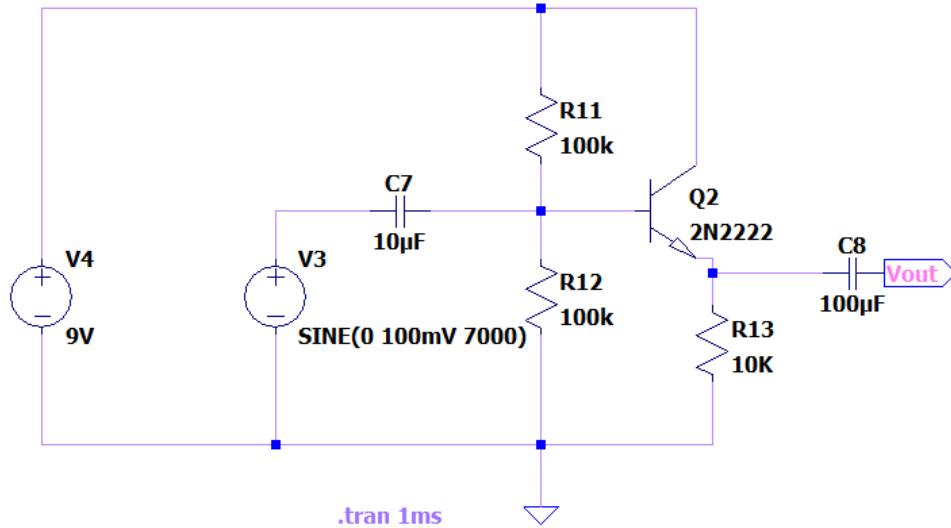 R11
100k
C7
10µF
Q2
2N2222
V4
9V
V3
SINE(0 100mV 7000)
R12
100k
C8
100µF
Vout
R13
10K
.tran 1ms